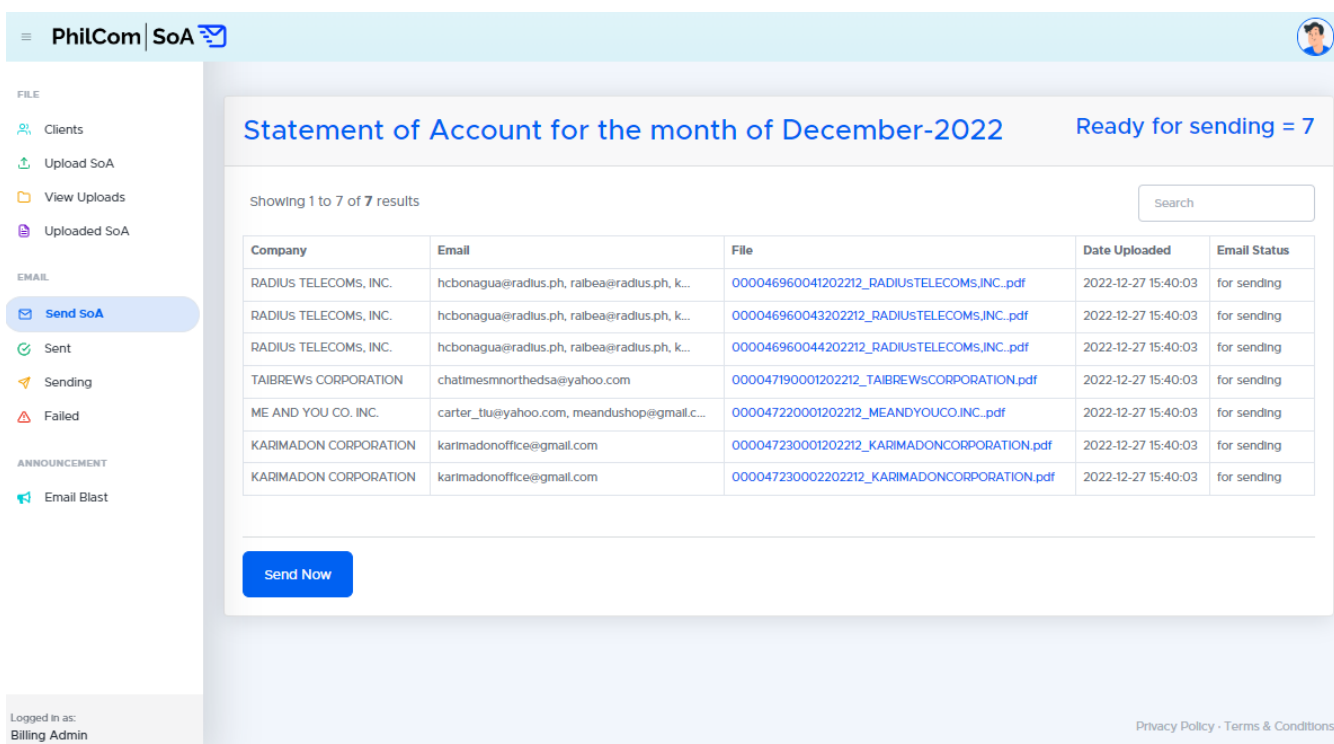 PhilCom SoA
FILE
Clients
Upload SoA
View Uploads
Uploaded SoA
EMAIL
Send SoA
Sent
Sending
Failed
ANNOUNCEMENT
Email Blast
Logged in as:
Billing Admin
Statement of Account for the month of December-2022 Ready for sending = 7
Showing 1 to 7 of 7 results Search
Company Email File Date Uploaded Email Status
RADIUS TELECOMS, INC. hcbonagua@radius.ph, raibea@radius.ph, k... 000046960041202212_RADIUSTELECOMS,INC..pdf 2022-12-27 15:40:03 for sending
RADIUS TELECOMS, INC. hcbonagua@radius.ph, raibea@radius.ph, k... 000046960043202212_RADIUSTELECOMS,INC..pdf 2022-12-27 15:40:03 for sending
RADIUS TELECOMS, INC. hcbonagua@radius.ph, raibea@radius.ph, k... 000046960044202212_RADIUSTELECOMS,INC..pdf 2022-12-27 15:40:03 for sending
TAIBREWS CORPORATION chatimesmnorthedsa@yahoo.com 000047190001202212_TAIBREWSCORPORATION.pdf 2022-12-27 15:40:03 for sending
ME AND YOU CO. INC. carter_tiu@yahoo.com, meandushop@gmail.c... 000047220001202212_MEANDYOUCO.INC..pdf 2022-12-27 15:40:03 for sending
KARIMADON CORPORATION karimadonoffice@gmail.com 000047230001202212_KARIMADONCORPORATION.pdf 2022-12-27 15:40:03 for sending
KARIMADON CORPORATION karimadonoffice@gmail.com 000047230002202212_KARIMADONCORPORATION.pdf 2022-12-27 15:40:03 for sending
Send Now
Privacy Policy · Terms & Conditions